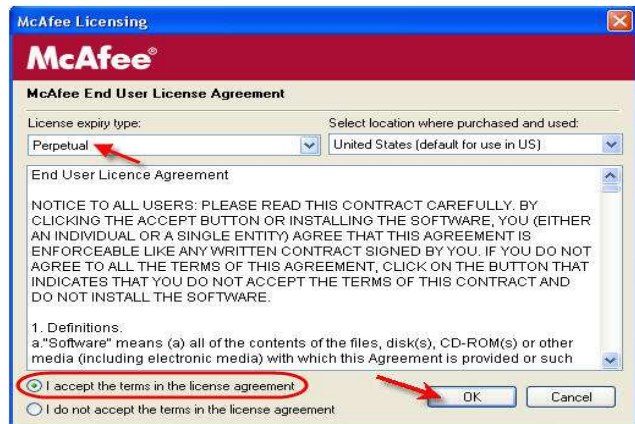 McAfee Licensing
McAfee®
McAfee End User License Agreement
License expiry type:
Select location where purchased and used:
Perpetual
United States (default for use in US)
End User Licence Agreement
NOTICE TO ALL USERS: PLEASE READ THIS CONTRACT CAREFULLY. BY
CLICKING THE ACCEPT BUTTON OR INSTALLING THE SOFTWARE, YOU (EITHER
AN INDIVIDUAL OR A SINGLE ENTITY) AGREE THAT THIS AGREEMENT IS
ENFORCEABLE LIKE ANY WRITTEN CONTRACT SIGNED BY YOU. IF YOU DO NOT
AGREE TO ALL THE TERMS OF THIS AGREEMENT, CLICK ON THE BUTTON THAT
INDICATES THAT YOU DO NOT ACCEPT THE TERMS OF THIS CONTRACT AND
DO NOT INSTALL THE SOFTWARE.
1. Definitions.
a."Software" means (a) all of the contents of the files, disk(s), CD-ROM(s) or other
media (including electronic media) with which this Agreement is provided or such
I accept the terms in the license agreement
I do not accept the terms in the license agreement
OK
Cancel